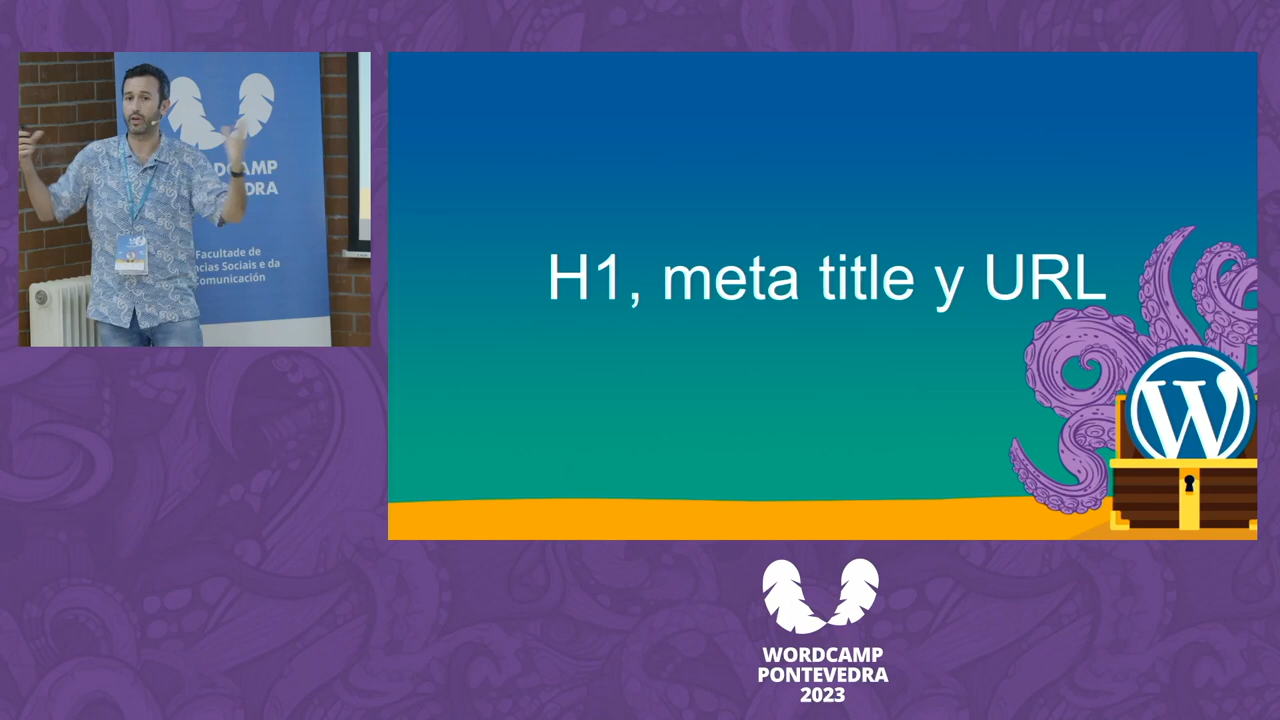 Facultade de
Comunicación
H1, meta title y URL
WORDCAMP
PONTEVEDRA
2023